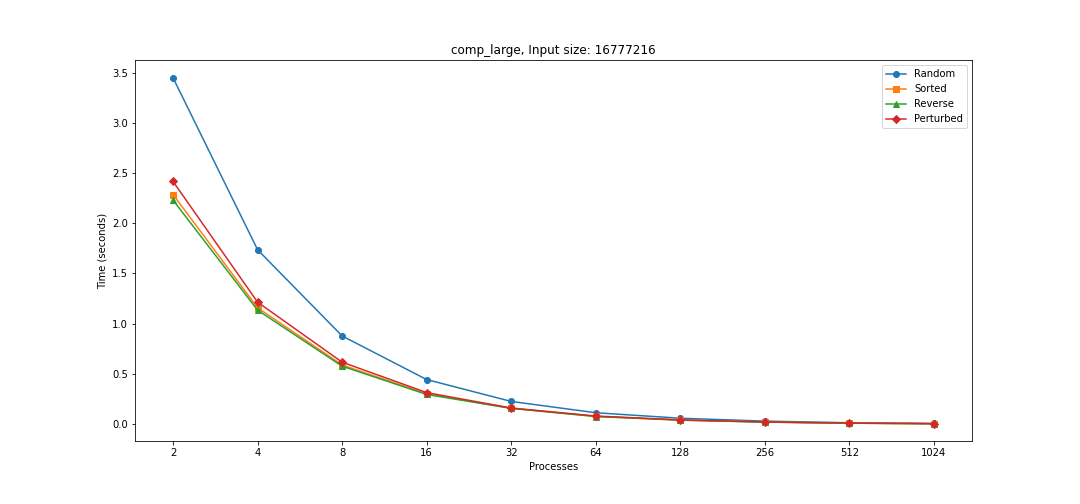 comp_large, Input size: 16777216
Random
Sorted
Reverse
Perturbed
Time (seconds)
3.5
3.0
2.5
2.0
1.5
1.0
0.5
0.0
2 4 8 16 32 64 128 256 512 1024
Processes